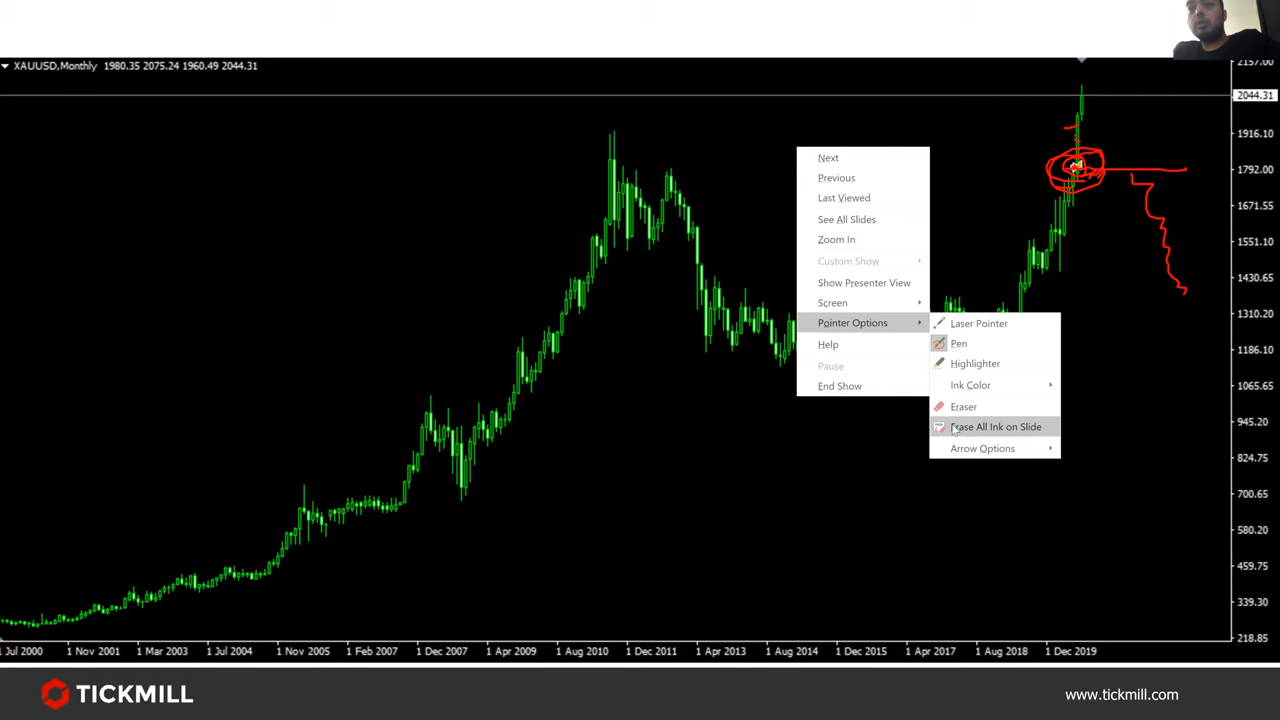 XAUUSD,Monthly 1980.35 2075.24 1960.49 2044.31
2157.00
2044.31
1916.10
1792.00
1671.55
1551.10
1430.65
1310.20
1186.10
1065.65
945.20
824.75
700.65
580.20
459.75
339.30
218.85
Next
Previous
Last Viewed
See All Slides
Zoom In
Custom Show
Show Presenter View
Screen
Pointer Options
Help
Pause
End Show
Laser Pointer
Pen
Highlighter
Ink Color
Eraser
Erase All Ink on Slide
Arrow Options
1 Jul 2000 1 Nov 2001 1 Mar 2003 1 Jul 2004 1 Nov 2005 1 Feb 2007 1 Dec 2007 1 Apr 2009 1 Aug 2010 1 Dec 2011 1 Apr 2013 1 Aug 2014 1 Dec 2015 1 Apr 2017 1 Aug 2018 1 Dec 2019
TICKMILL
www.tickmill.com